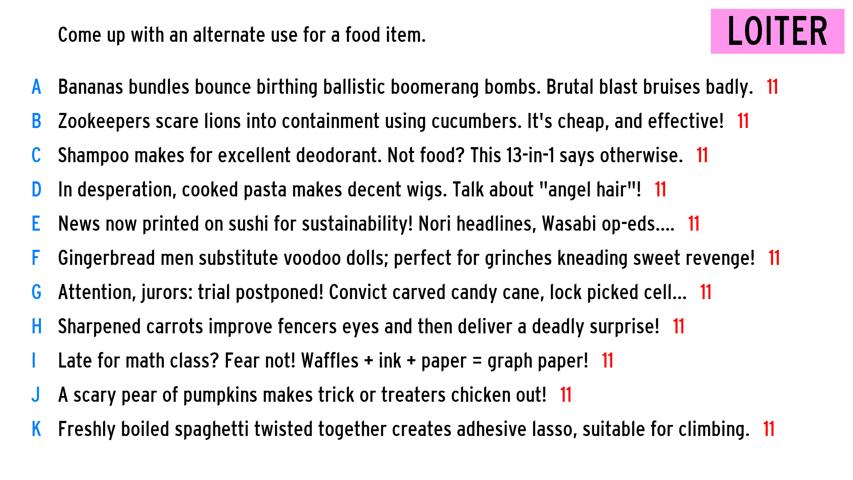 Come up with an alternate use for a food item.
LOITER
A Bananas bundles bounce birthing ballistic boomerang bombs. Brutal blast bruises badly. 11
B Zookeepers scare lions into containment using cucumbers. It's cheap, and effective! 11
C Shampoo makes for excellent deodorant. Not food? This 13-in-1 says otherwise. 11
D In desperation, cooked pasta makes decent wigs. Talk about "angel hair"! 11
E News now printed on sushi for sustainability! Nori headlines, Wasabi op-eds.... 11
F Gingerbread men substitute voodoo dolls; perfect for grinches kneading sweet revenge! 11
G Attention, jurors: trial postponed! Convict carved candy cane, lock picked cell... 11
H Sharpened carrots improve fencers eyes and then deliver a deadly surprise! 11
I Late for math class? Fear not! Waffles + ink + paper = graph paper! 11
J A scary pear of pumpkins makes trick or treaters chicken out! 11
K Freshly boiled spaghetti twisted together creates adhesive lasso, suitable for climbing. 11